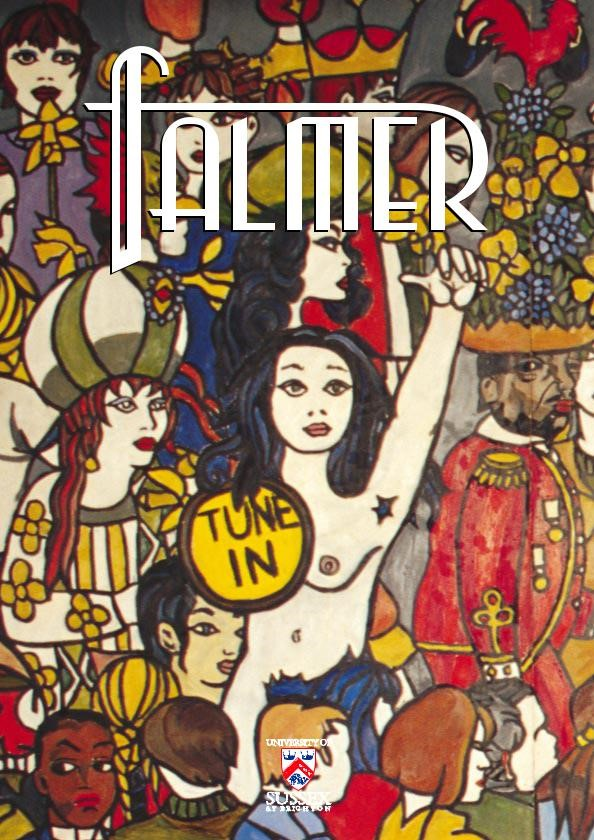 FALMER
TUNE
IN
UNIVERSITY OF
SUSSEX
AT BRIGHTON